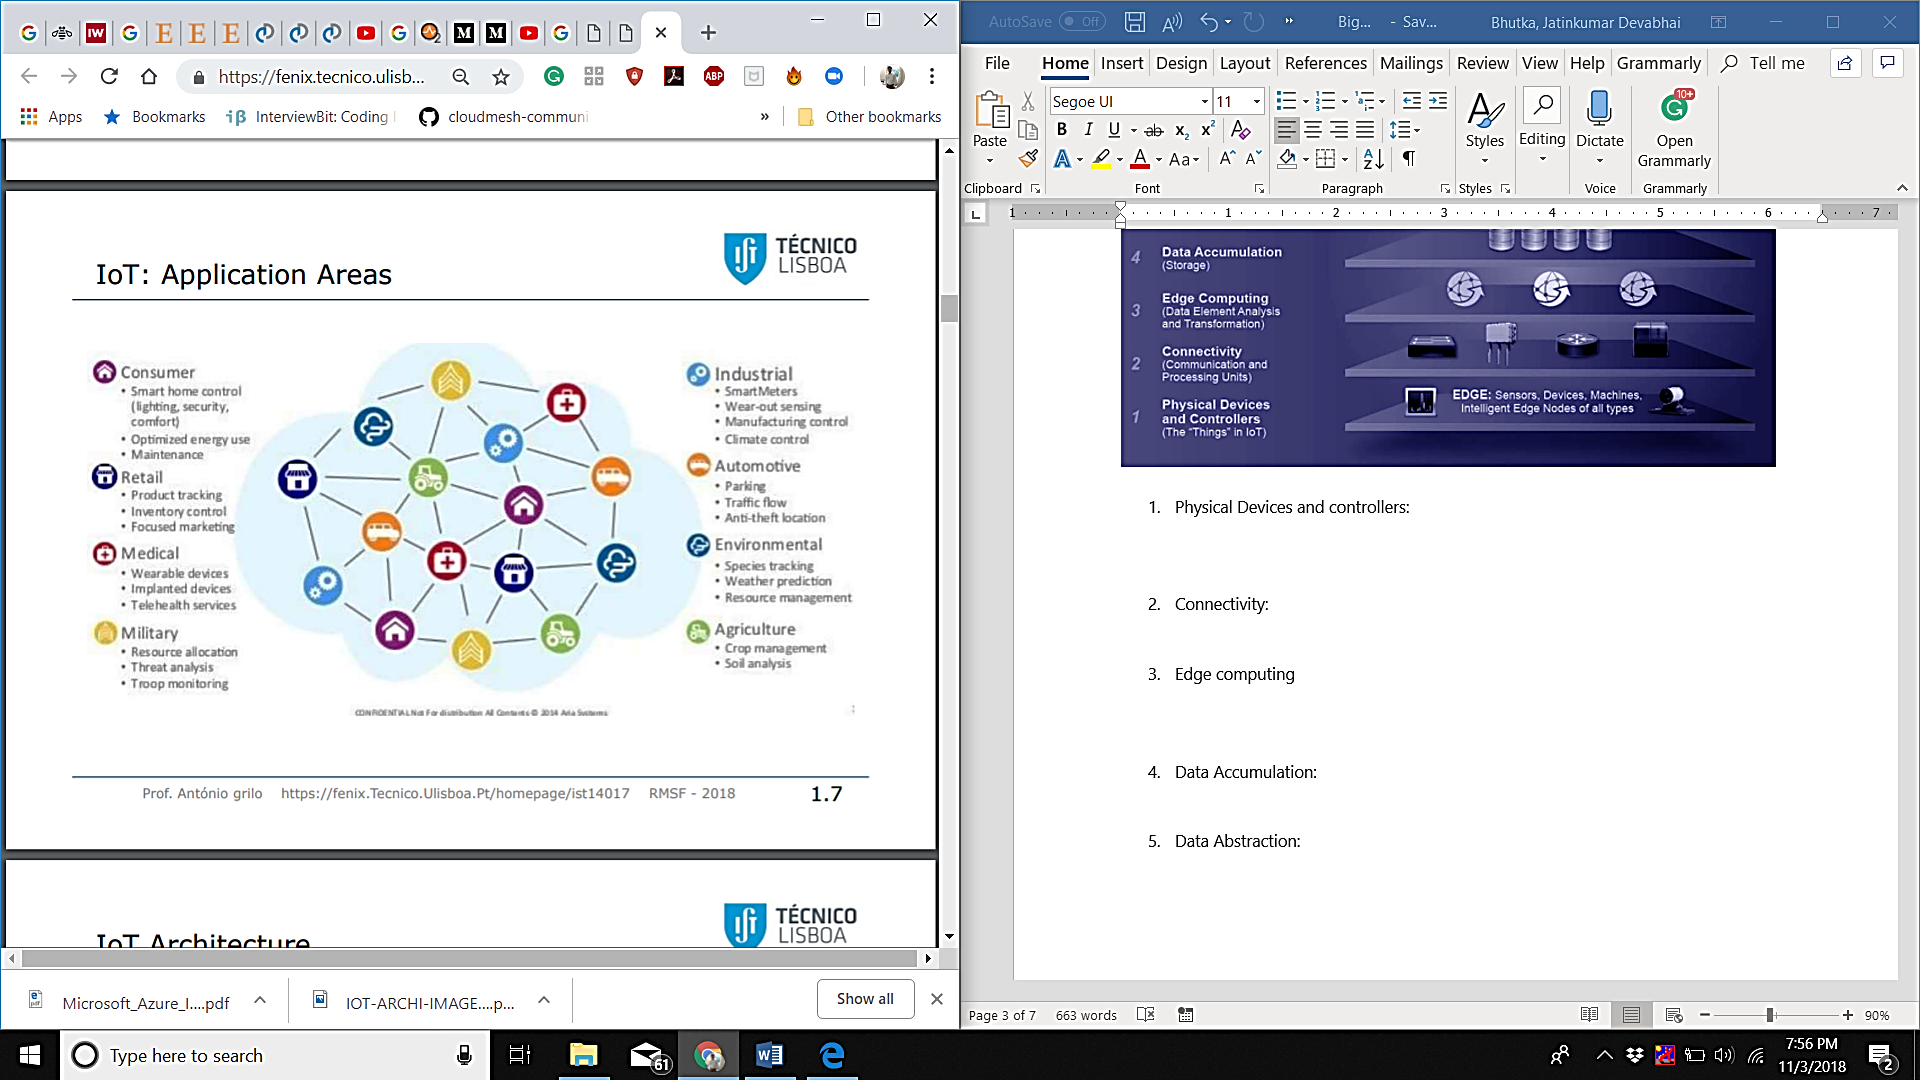 https://fenix.tecnico.ulisb...
Apps
Bookmarks
InterviewBit: Coding
cloudmesh-communi
»
Other bookmarks
IoT: Application Areas
TÉCNICO
LISBOA
Consumer
• Smart home control
(lighting, security,
comfort)
• Optimized energy use
• Maintenance
Retail
• Product tracking
• Inventory control
• Focused marketing
Medical
• Wearable devices
• Implanted devices
• Telehealth services
Military
• Resource allocation
• Threat analysis
• Troop monitoring
Industrial
• SmartMeters
• Wear-out sensing
• Manufacturing control
• Climate control
Automotive
• Parking
• Traffic flow
• Anti-theft location
Environmental
• Species tracking
• Weather prediction
• Resource management
Agriculture
• Crop management
• Soil analysis
CONFIDENTIAL Not For distribution All Contents © 2014 Aria Systems
Prof. António grilo https://fenix.Tecnico.Ulisboa.Pt/homepage/ist14017 RMSF - 2018 1.7
IoT Architecture
TÉCNICO
LISBOA
Microsoft_Azure_I....pdf
IOT-ARCHI-IMAGE....p...
Show all
AutoSave Off
Big... - Sav...
Bhutka, Jatinkumar Devabhai
File Home Insert Design Layout References Mailings Review View Help Grammarly Tell me
Segoe UI 11
Paste
Styles
Editing
Dictate
Open
Grammarly
10+
Clipboard Font Paragraph Styles Voice Grammarly
1 1 2 3 4 5 6 7
4 Data Accumulation
(Storage)
3 Edge Computing
(Data Element Analysis
and Transformation)
2 Connectivity
(Communication and
Processing Units)
1 Physical Devices
and Controllers
(The "Things" in IoT)
EDGE: Sensors, Devices, Machines,
Intelligent Edge Nodes of all types
1. Physical Devices and controllers:
2. Connectivity:
3. Edge computing
4. Data Accumulation:
5. Data Abstraction:
Page 3 of 7 663 words
90%
Type here to search
61
7:56 PM
11/3/2018
2